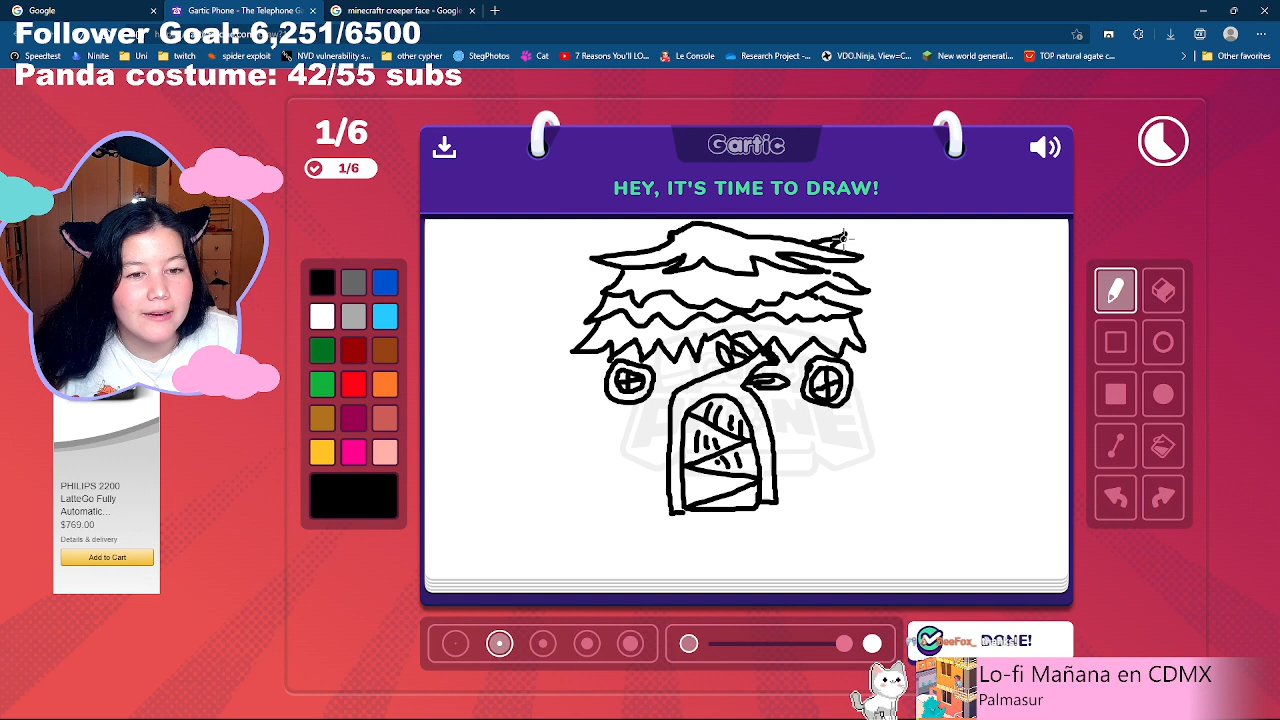 Google
Gartic Phone - The Telephone Ga
minecraftr creeper face - Google
Follower Goal: 6,251/6500
Speedtest
Ninite
Uni
twitch
spider exploit
NVD vulnerability s...
other cypher
StegPhotos
Cat
7 Reasons You'll LO...
Le Console
Research Project-...
VDO.Ninja, View=C...
New world generati...
TOP natural agate c...
Other favorites
Panda costume: 42/55 subs
1/6
1/6
Gartic
HEY, IT'S TIME TO DRAW!
PHONE
PHILIPS 2200
LatteGo Fully
Automatic...
$769.00
Details & delivery
Add to Cart
DONE!
Lo-fi Mañana en CDMX
Palmasur